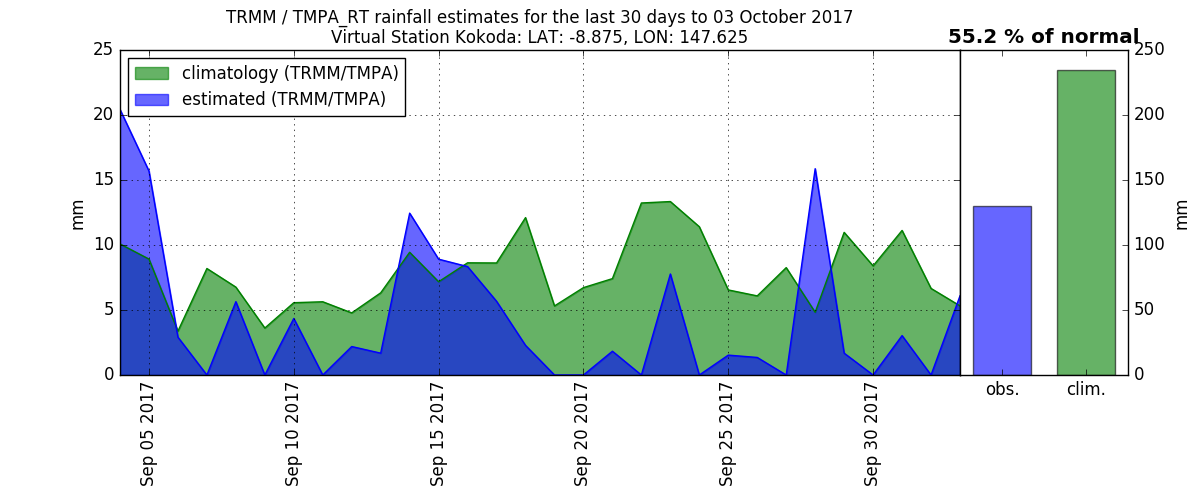 TRMM / TMPA_RT rainfall estimates for the last 30 days to 03 October 2017
Virtual Station Kokoda: LAT: -8.875, LON: 147.625
55.2 % of normal
climatology (TRMM/TMPA)
estimated (TRMM/TMPA)
25
20
15
10
5
0
mm
250
200
150
100
50
0
mm
Sep 05 2017
Sep 10 2017
Sep 15 2017
Sep 20 2017
Sep 25 2017
Sep 30 2017
obs.
clim.